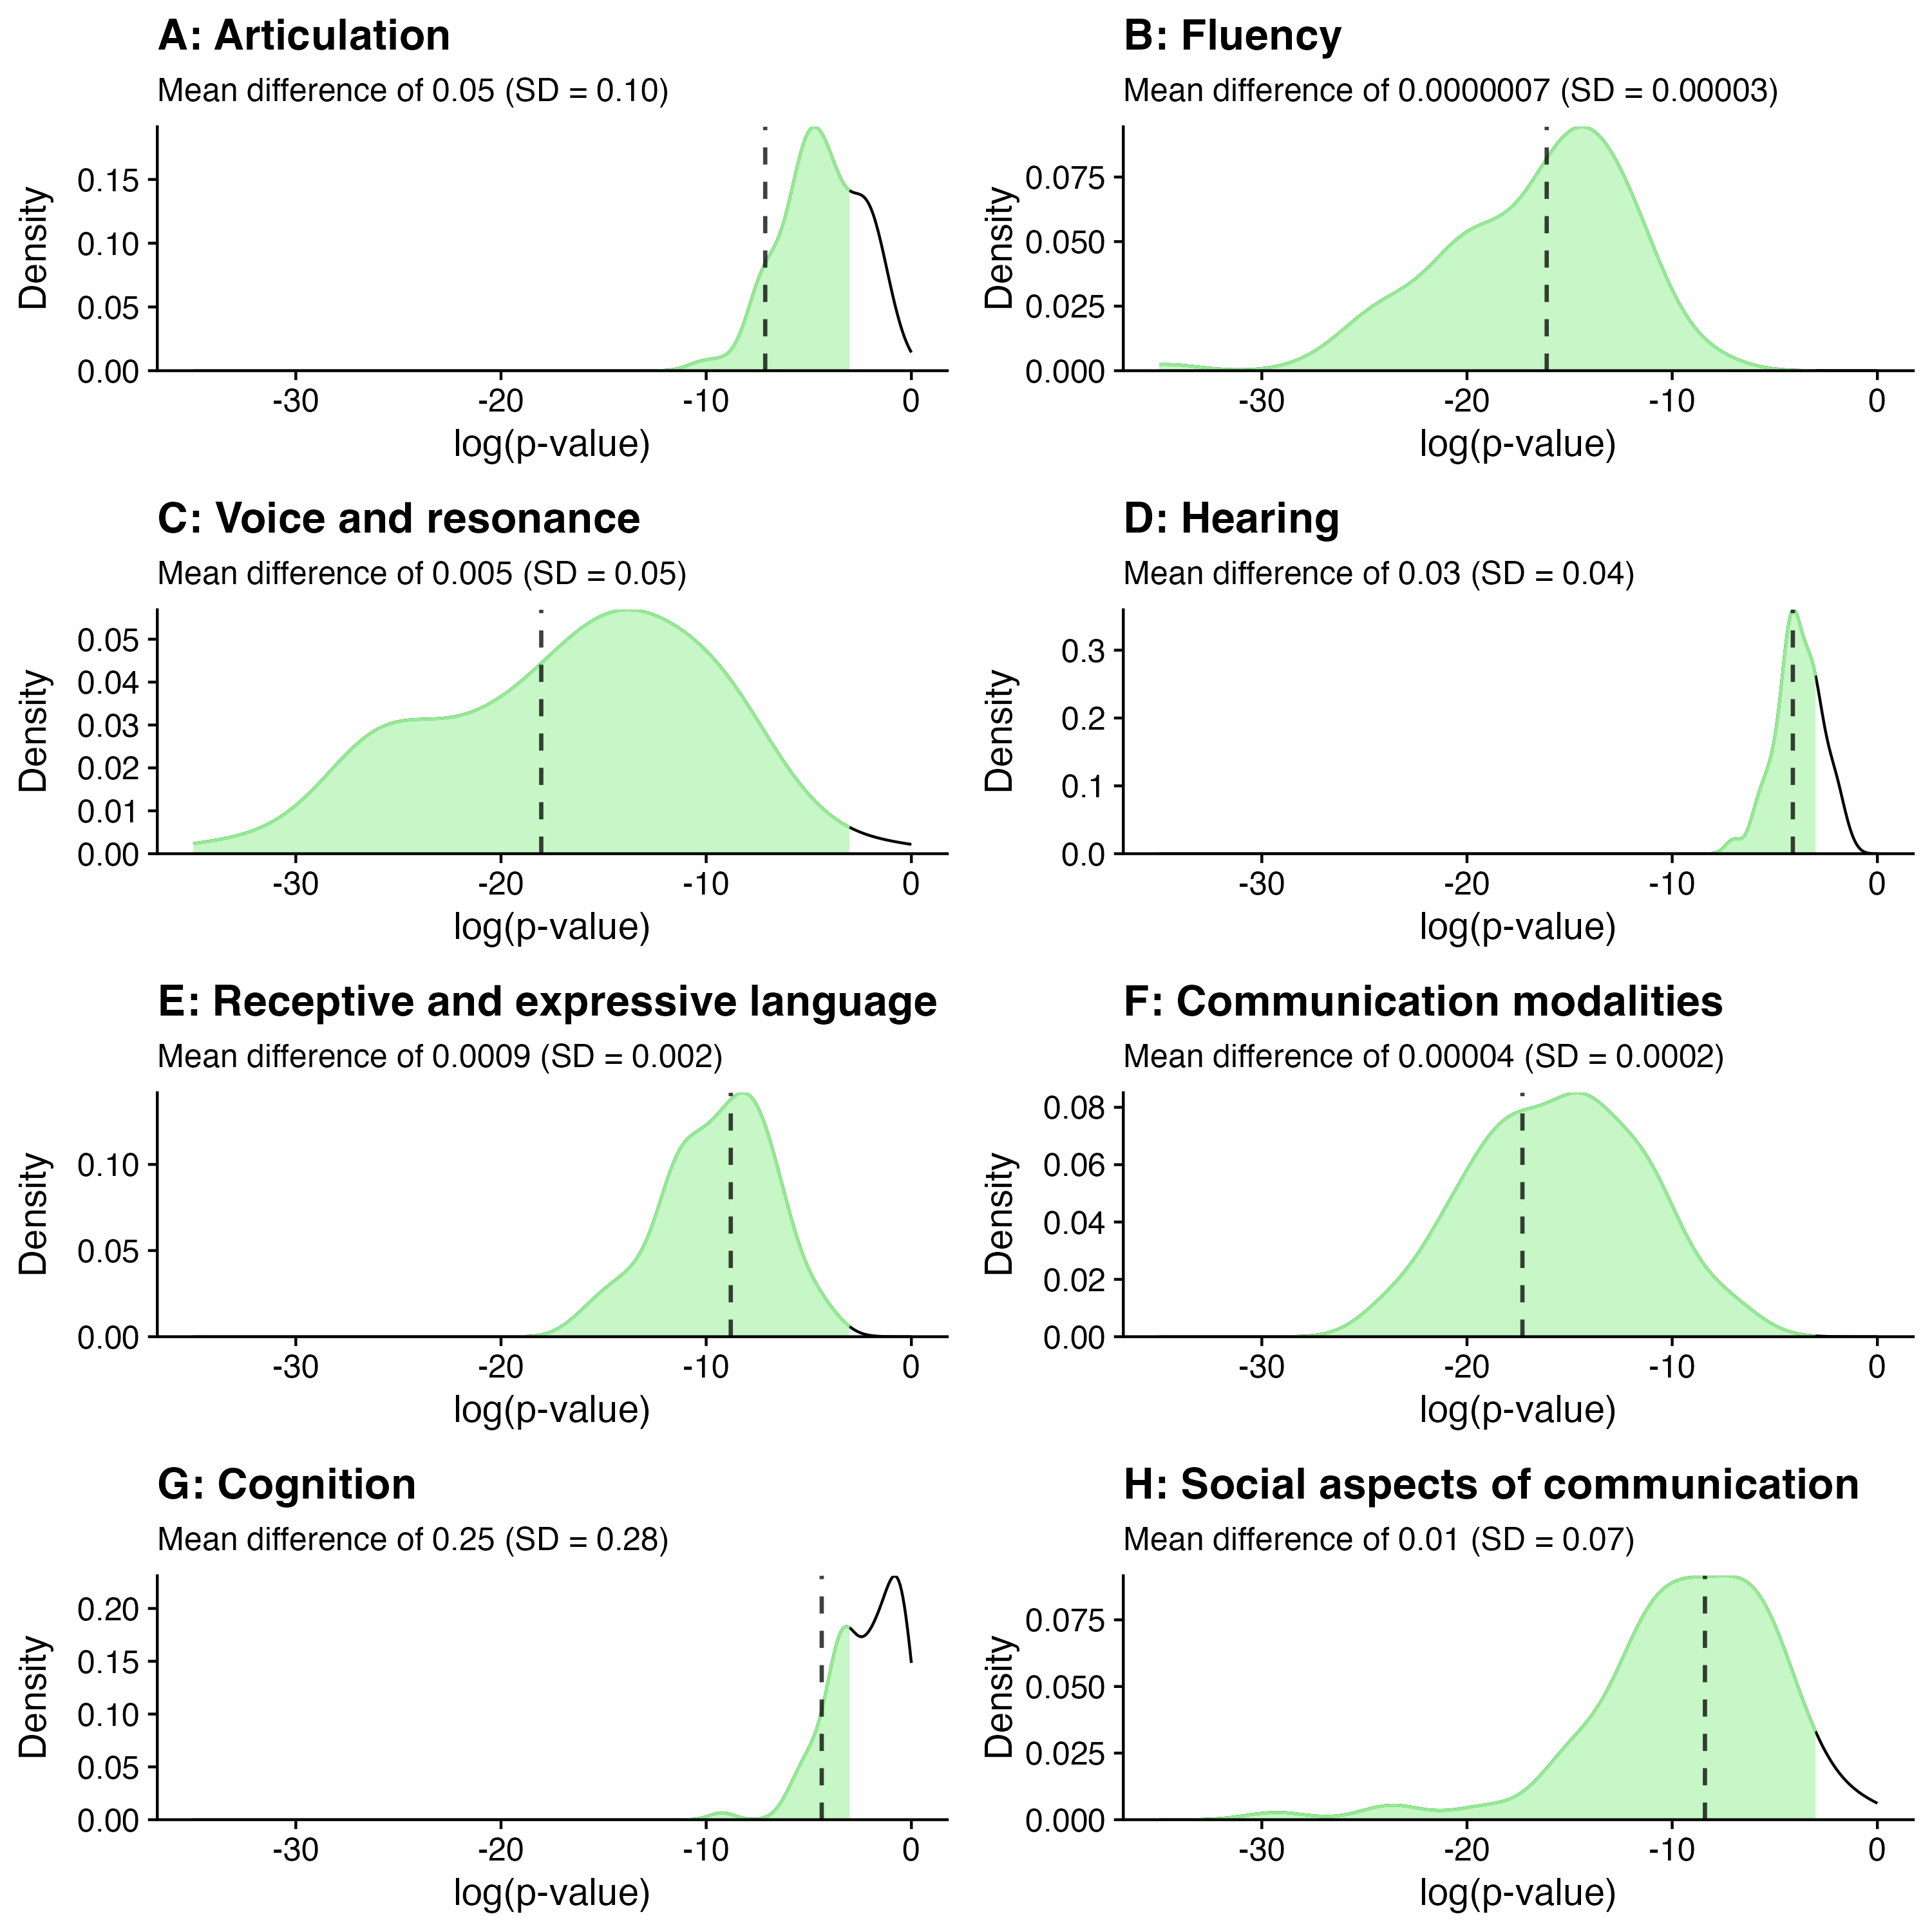 A: Articulation
Mean difference of 0.05 (SD = 0.10)
Density
0.15
0.10
0.05
0.00
-30 -20 -10 0
log(p-value)
B: Fluency
Mean difference of 0.0000007 (SD = 0.00003)
Density
0.075
0.050
0.025
0.000
-30 -20 -10 0
log(p-value)
C: Voice and resonance
Mean difference of 0.005 (SD = 0.05)
Density
0.05
0.04
0.03
0.02
0.01
0.00
-30 -20 -10 0
log(p-value)
D: Hearing
Mean difference of 0.03 (SD = 0.04)
Density
0.3
0.2
0.1
0.0
-30 -20 -10 0
log(p-value)
E: Receptive and expressive language
Mean difference of 0.0009 (SD = 0.002)
Density
0.10
0.05
0.00
-30 -20 -10 0
log(p-value)
F: Communication modalities
Mean difference of 0.00004 (SD = 0.0002)
Density
0.08
0.06
0.04
0.02
0.00
-30 -20 -10 0
log(p-value)
G: Cognition
Mean difference of 0.25 (SD = 0.28)
Density
0.20
0.15
0.10
0.05
0.00
-30 -20 -10 0
log(p-value)
H: Social aspects of communication
Mean difference of 0.01 (SD = 0.07)
Density
0.075
0.050
0.025
0.000
-30 -20 -10 0
log(p-value)